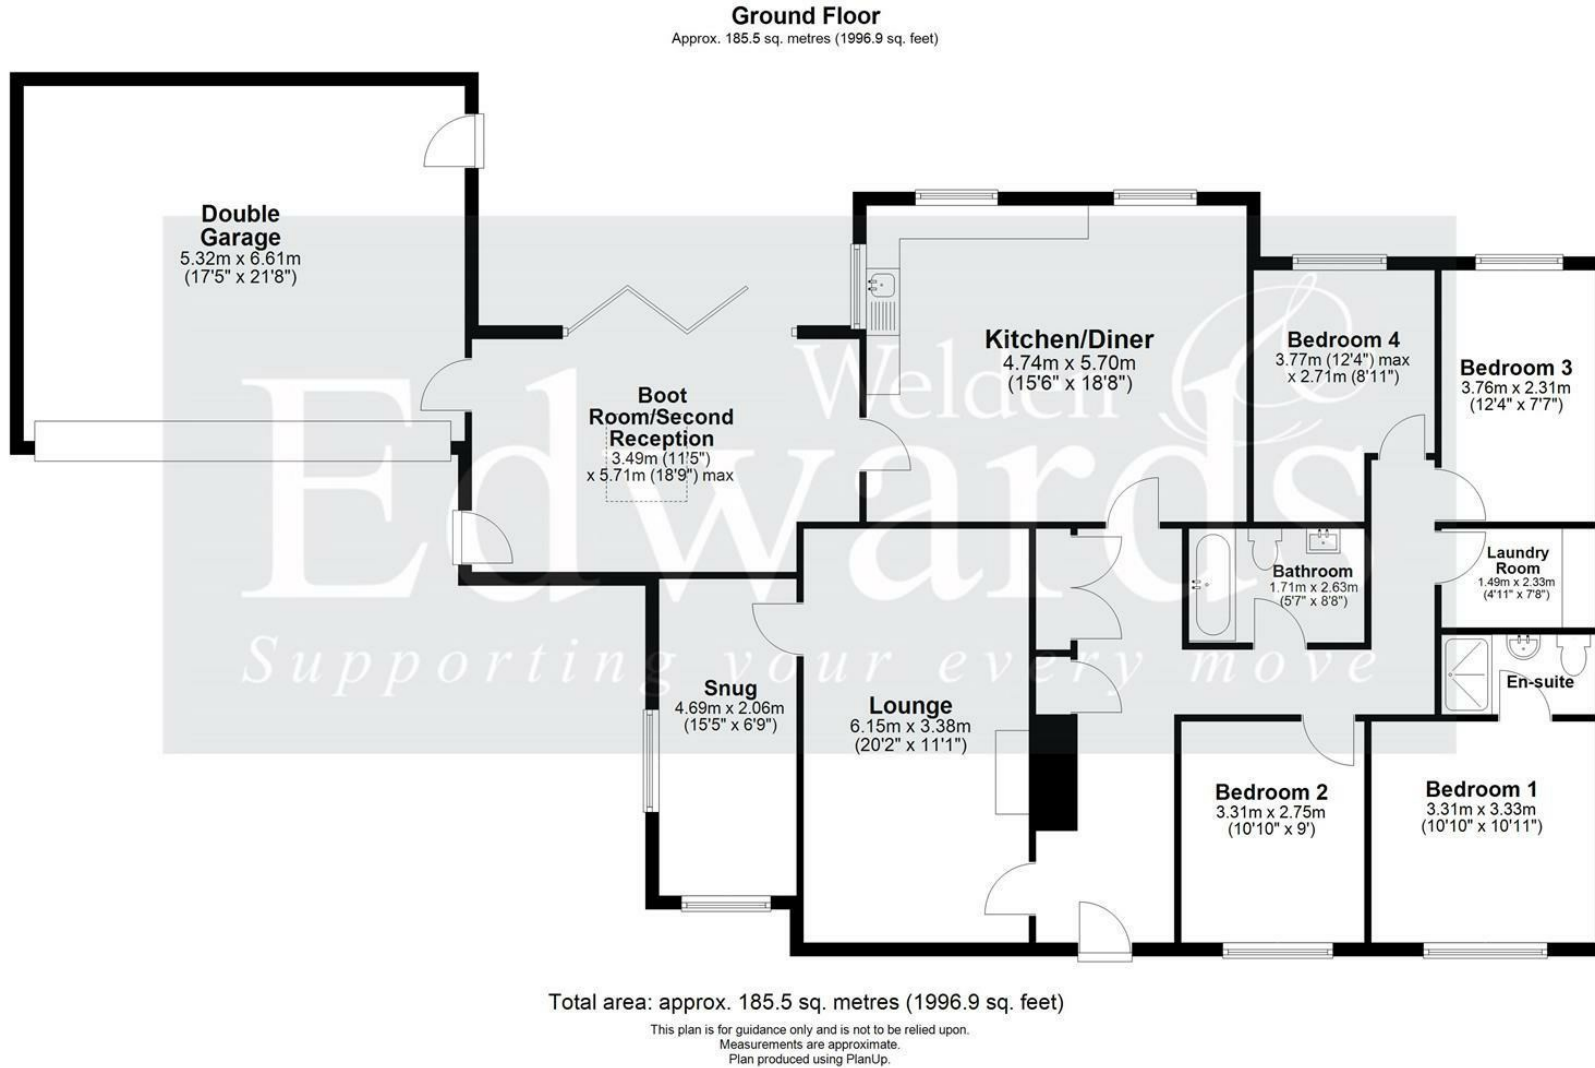 Ground Floor
Approx. 185.5 sq. metres (1996.9 sq. feet)
Double
Garage
5.32m x 6.61m
(17'5" x 21'8")
Boot
Room/Second
Reception
3.49m (11'5")
x 5.71m (18'9") max
Kitchen/Diner
4.74m x 5.70m
(15'6" x 18'8")
Bedroom 4
3.77m (12'4") max
x 2.71m (8'11")
Bedroom 3
3.76m x 2.31m
(12'4" x 7'7")
Laundry
Room
1.49m x 2.33m
(4'11" x 7'8")
Bathroom
1.71m x 2.63m
(5'7" x 8'8")
En-suite
Snug
4.69m x 2.06m
(15'5" x 6'9")
Lounge
6.15m x 3.38m
(20'2" x 11'1")
Bedroom 2
3.31m x 2.75m
(10'10" x 9')
Bedroom 1
3.31m x 3.33m
(10'10" x 10'11")
Welden &
Edwards
Supporting your every move
Total area: approx. 185.5 sq. metres (1996.9 sq. feet)
This plan is for guidance only and is not to be relied upon.
Measurements are approximate.
Plan produced using PlanUp.